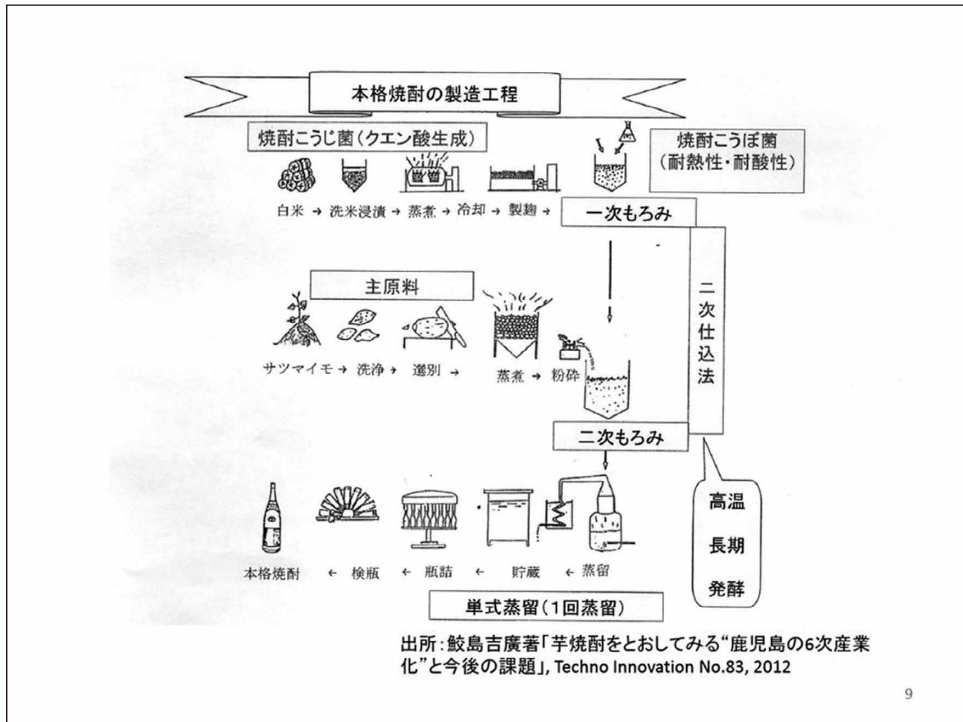 本格焼酎の製造工程
焼酎こうじ菌（クエン酸生成）
焼酎こうぼ菌
（耐熱性・耐酸性）
白米 → 洗米浸漬 → 蒸煮 → 冷却 → 製麹 →
一次もろみ
二次仕込法
主原料
サツマイモ → 洗浄 → 選別 → 蒸煮 → 粉砕
二次もろみ
高温
長期
発酵
本格焼酎 ← 検瓶 ← 瓶詰 ← 貯蔵 ← 蒸留
単式蒸留（1回蒸留）
出所：鮫島吉廣著「芋焼酎をとおしてみる“鹿児島の6次産業
化”と今後の課題」, Techno Innovation No.83, 2012
9